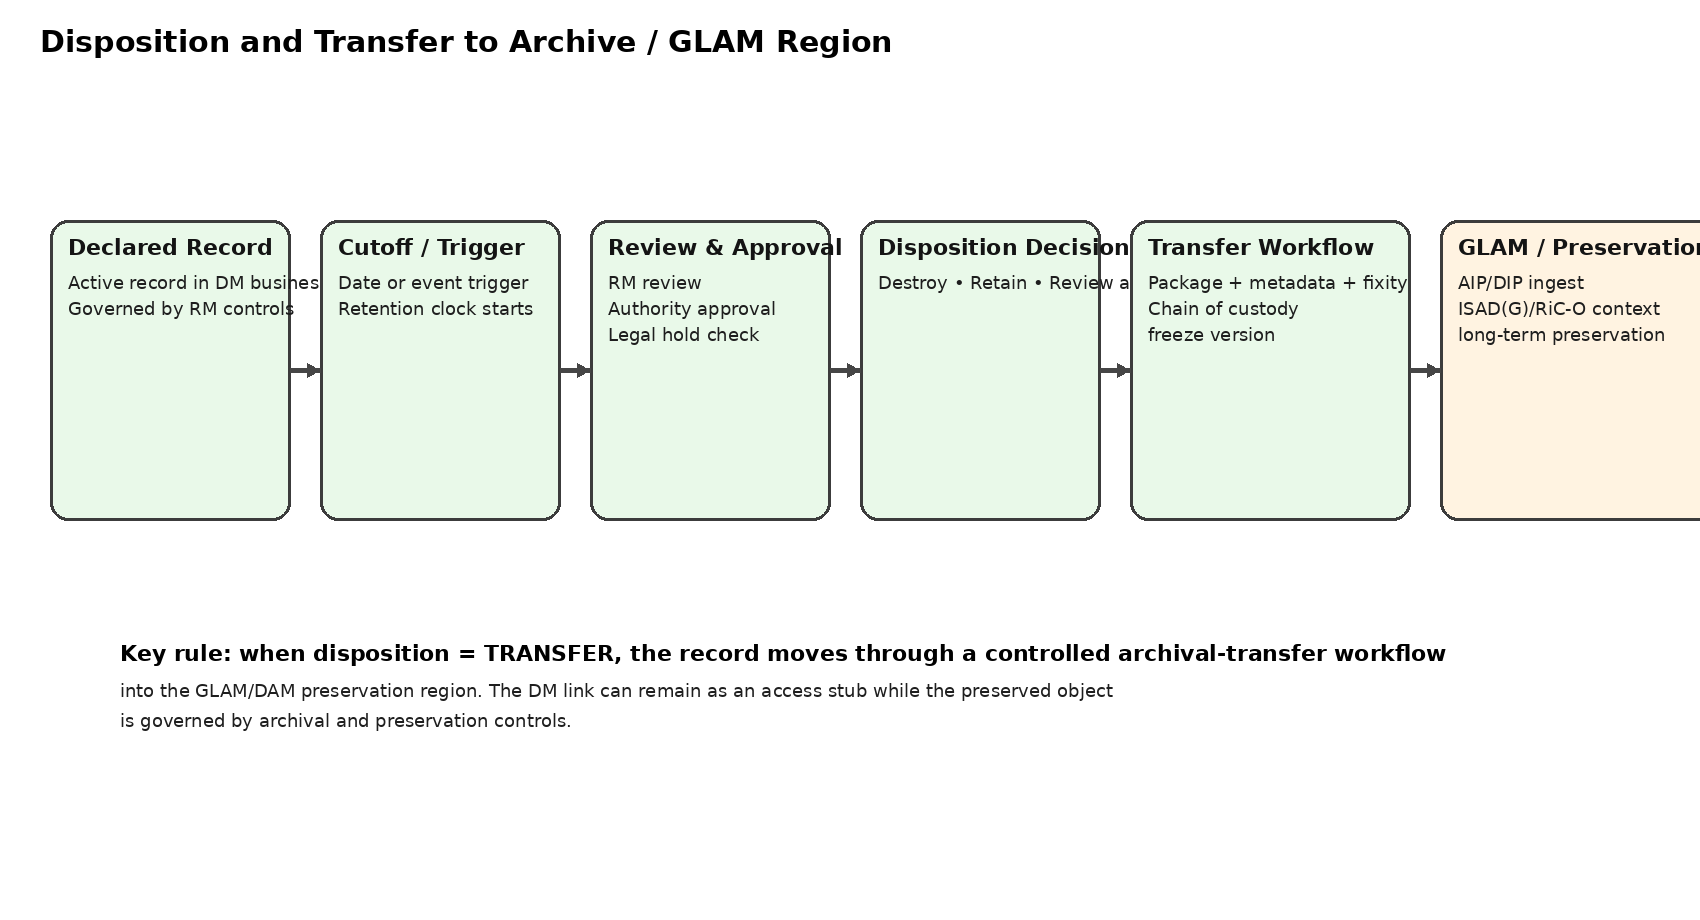 Disposition and Transfer to Archive / GLAM Region
Declared Record
Active record in DM busines
Governed by RM controls
Cutoff / Trigger
Date or event trigger
Retention clock starts
Review & Approval
RM review
Authority approval
Legal hold check
Disposition Decision
Destroy • Retain • Review a
Transfer Workflow
Package + metadata + fixity
Chain of custody
freeze version
GLAM / Preservation
AIP/DIP ingest
ISAD(G)/RiC-O context
long-term preservation
Key rule: when disposition = TRANSFER, the record moves through a controlled archival-transfer workflow
into the GLAM/DAM preservation region. The DM link can remain as an access stub while the preserved object
is governed by archival and preservation controls.